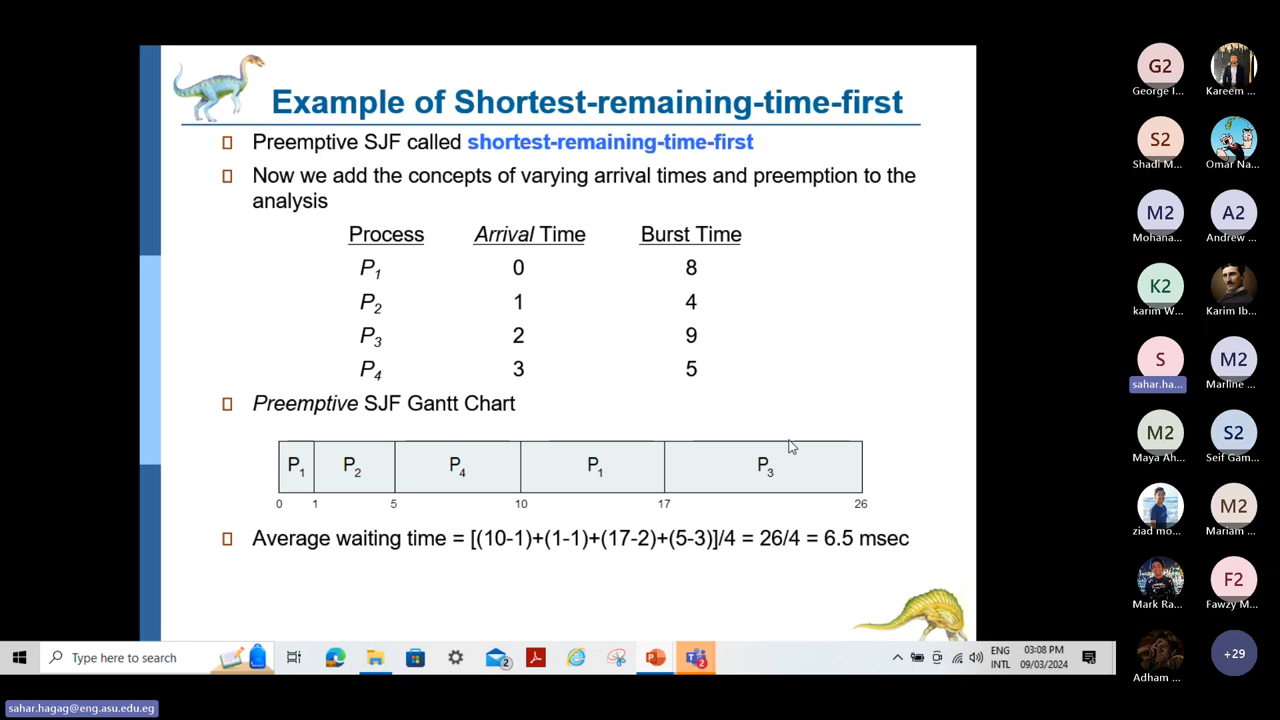 Example of Shortest-remaining-time-first
Preemptive SJF called shortest-remaining-time-first
Now we add the concepts of varying arrival times and preemption to the
analysis
Process Arrival Time Burst Time
P1 0 8
P2 1 4
P3 2 9
P4 3 5
Preemptive SJF Gantt Chart
P1 P2 P4 P1 P3
0 1 5 10 17 26
Average waiting time = [(10-1)+(1-1)+(17-2)+(5-3)]/4 = 26/4 = 6.5 msec
G2
George I... Kareem ...
S2
Shadi M... Omar Na...
M2 A2
Mohana... Andrew ...
K2
karim W... Karim Ib...
S M2
sahar.ha... Marline ...
M2 S2
Maya Ah... Seif Gam...
M2
ziad mo... Mariam ...
F2
Mark Ra... Fawzy M...
+29
Adham ...
Type here to search
2
2
ENG
INTL
03:08 PM
09/03/2024
sahar.hagag@eng.asu.edu.eg